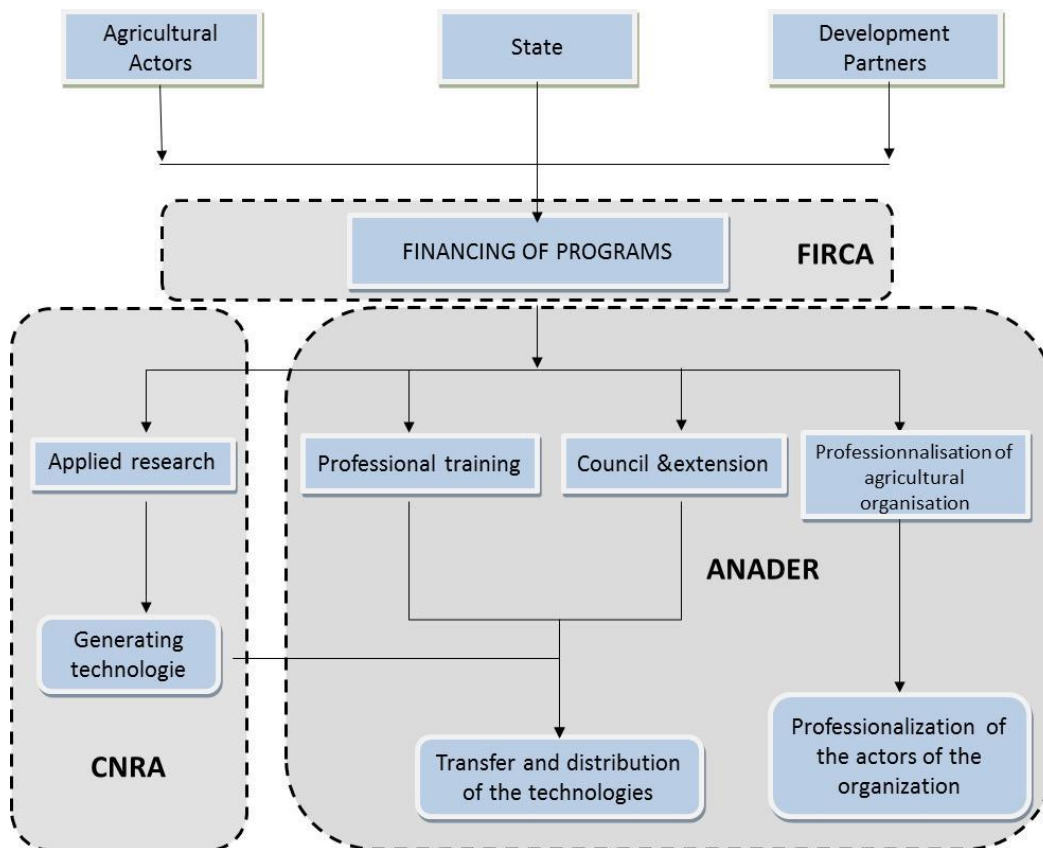 Agricultural
Actors
State
Development
Partners
FINANCING OF PROGRAMS
FIRCA
Applied research
Professional training
Council &extension
Professionnalisation of
agricultural
organisation
ANADER
Generating
technologie
CNRA
Transfer and distribution
of the technologies
Professionalization of
the actors of the
organization